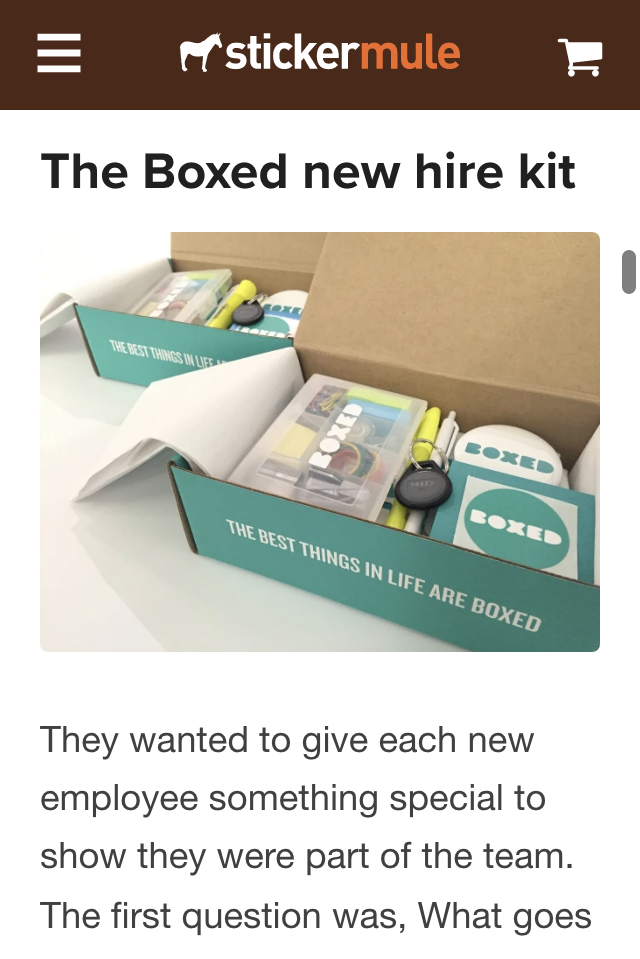 stickermule
The Boxed new hire kit
THE BEST THINGS IN LIFE
BOXED
BOXED
BOXED
THE BEST THINGS IN LIFE ARE BOXED
They wanted to give each new
employee something special to
show they were part of the team.
The first question was, What goes